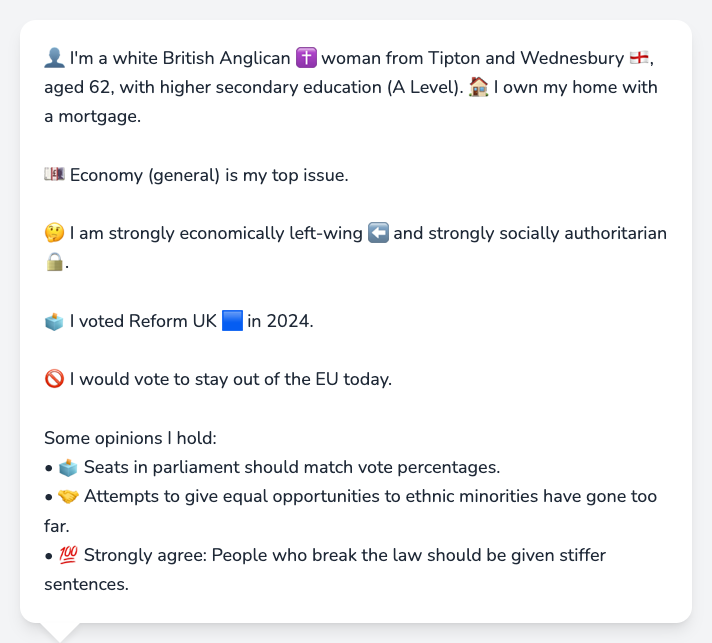 👤 I'm a white British Anglican ✝️ woman from Tipton and Wednesbury 🏴󠁧󠁢󠁥󠁮󠁧󠁿,
aged 62, with higher secondary education (A Level). 🏠 I own my home with
a mortgage.
💷 Economy (general) is my top issue.
🤔 I am strongly economically left-wing ⬅️ and strongly socially authoritarian
🔒.
🗳️ I voted Reform UK 🟦 in 2024.
🚫 I would vote to stay out of the EU today.
Some opinions I hold:
• 🗳️ Seats in parliament should match vote percentages.
• 🤝 Attempts to give equal opportunities to ethnic minorities have gone too
far.
• 💯 Strongly agree: People who break the law should be given stiffer
sentences.